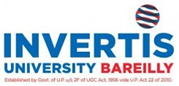 INVERTIS
UNIVERSITY BAREILLY
Established by Govt. of U.P. u/s 2F of UGC Act, 1956 vide U.P. Act 22 of 2010.